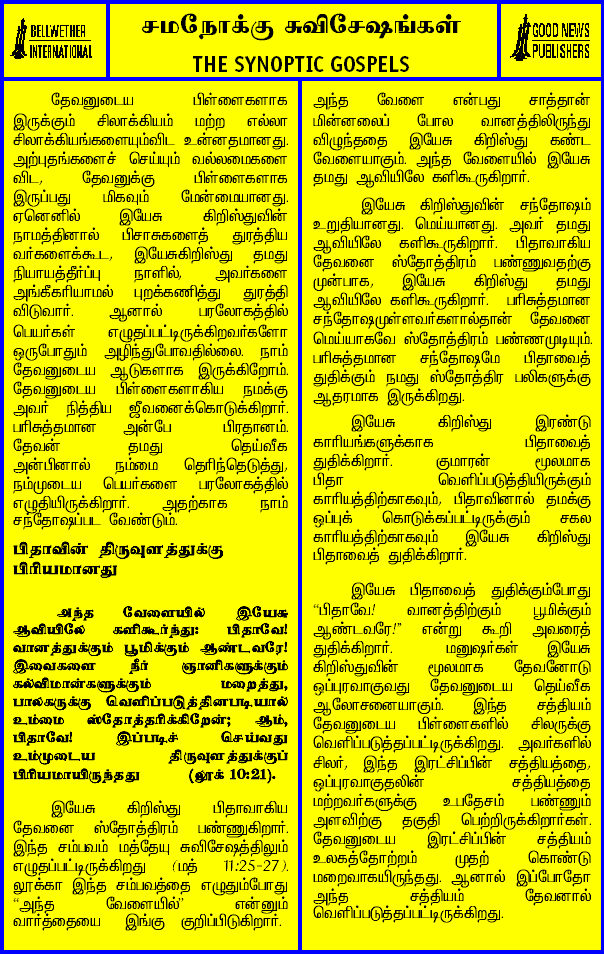 BELLWETHER
INTERNATIONAL
சமநோக்கு சுவிசேஷங்கள்
THE SYNOPTIC GOSPELS
GOOD NEWS
PUBLISHERS
தேவனுடைய பிள்ளைகளாக
இருக்கும் சிலாக்கியம் மற்ற எல்லா
சிலாக்கியங்களையும்விட உன்னதமானது.
அற்புதங்களைச் செய்யும் வல்லமைகளை
விட, தேவனுக்கு பிள்ளைகளாக
இருப்பது மிகவும் மேன்மையானது.
ஏனெனில் இயேசு கிறிஸ்துவின்
நாமத்தினால் பிசாசுகளைத் துரத்திய
வர்களைக்கூட, இயேசுகிறிஸ்து தமது
நியாயத்தீர்ப்பு நாளில், அவர்களை
அங்கீகரியாமல் புறக்கணித்து துரத்தி
விடுவார். ஆனால் பரலோகத்தில்
பெயர்கள் எழுதப்பட்டிருக்கிறவர்களோ
ஒருபோதும் அழிந்துபோவதில்லை. நாம்
தேவனுடைய ஆடுகளாக இருக்கிறோம்.
தேவனுடைய பிள்ளைகளாகிய நமக்கு
அவர் நித்திய ஜீவனைக்கொடுக்கிறார்.
பரிசுத்தமான அன்பே பிரதானம்.
தேவன் தமது தெய்வீக
அன்பினால் நம்மை தெரிந்தெடுத்து,
நம்முடைய பெயர்களை பரலோகத்தில்
எழுதியிருக்கிறார். அதற்காக நாம்
சந்தோஷப்பட வேண்டும்.
பிதாவின் திருவுளத்துக்கு
பிரியமானது
அந்த வேளையில் இயேசு
ஆவியிலே களிகூர்ந்து: பிதாவே!
வானத்துக்கும் பூமிக்கும் ஆண்டவரே!
இவைகளை நீர் ஞானிகளுக்கும்
கல்விமான்களுக்கும் மறைத்து,
பாலகருக்கு வெளிப்படுத்தினபடியால்
உம்மை ஸ்தோத்தரிக்கிறேன்; ஆம்,
பிதாவே! இப்படிச் செய்வது
உம்முடைய திருவுளத்துக்குப்
பிரியமாயிருந்தது (லூக் 10:21).
இயேசு கிறிஸ்து பிதாவாகிய
தேவனை ஸ்தோத்திரம் பண்ணுகிறார்.
இந்த சம்பவம் மத்தேயு சுவிசேஷத்திலும்
எழுதப்பட்டிருக்கிறது (மத் 11:25-27).
லூக்கா இந்த சம்பவத்தை எழுதும்போது
“அந்த வேளையில்” என்னும்
வார்த்தையை இங்கு குறிப்பிடுகிறார்.
அந்த வேளை என்பது சாத்தான்
மின்னலைப் போல வானத்திலிருந்து
விழுந்ததை இயேசு கிறிஸ்து கண்ட
வேளையாகும். அந்த வேளையில் இயேசு
தமது ஆவியிலே களிகூருகிறார்.
இயேசு கிறிஸ்துவின் சந்தோஷம்
உறுதியானது. மெய்யானது. அவர் தமது
ஆவியிலே களிகூருகிறார். பிதாவாகிய
தேவனை ஸ்தோத்திரம் பண்ணுவதற்கு
முன்பாக, இயேசு கிறிஸ்து தமது
ஆவியிலே களிகூருகிறார். பரிசுத்தமான
சந்தோஷமுள்ளவர்களால்தான் தேவனை
மெய்யாகவே ஸ்தோத்திரம் பண்ணமுடியும்.
பரிசுத்தமான சந்தோஷமே பிதாவைத்
துதிக்கும் நமது ஸ்தோத்திர பலிகளுக்கு
ஆதரமாக இருக்கிறது.
இயேசு கிறிஸ்து இரண்டு
காரியங்களுக்காக பிதாவைத்
துதிக்கிறார். குமாரன் மூலமாக
பிதா வெளிப்படுத்தியிருக்கும்
காரியத்திற்காகவும், பிதாவினால் தமக்கு
ஒப்புக் கொடுக்கப்பட்டிருக்கும் சகல
காரியத்திற்காகவும் இயேசு கிறிஸ்து
பிதாவைத் துதிக்கிறார்.
இயேசு பிதாவைத் துதிக்கும்போது
“பிதாவே! வானத்திற்கும் பூமிக்கும்
ஆண்டவரே!” என்று கூறி அவரைத்
துதிக்கிறார். மனுஷர்கள் இயேசு
கிறிஸ்துவின் மூலமாக தேவனோடு
ஒப்புரவாகுவது தேவனுடைய தெய்வீக
ஆலோசனையாகும். இந்த சத்தியம்
தேவனுடைய பிள்ளைகளில் சிலருக்கு
வெளிப்படுத்தப்பட்டிருக்கிறது. அவர்களில்
சிலர், இந்த இரட்சிப்பின் சத்தியத்தை,
ஒப்புரவாகுதலின் சத்தியத்தை
மற்றவர்களுக்கு உபதேசம் பண்ணும்
அளவிற்கு தகுதி பெற்றிருக்கிறார்கள்.
தேவனுடைய இரட்சிப்பின் சத்தியம்
உலகத்தோற்றம் முதற் கொண்டு
மறைவாகயிருந்தது. ஆனால் இப்போதோ
அந்த சத்தியம் தேவனால்
வெளிப்படுத்தப்பட்டிருக்கிறது.